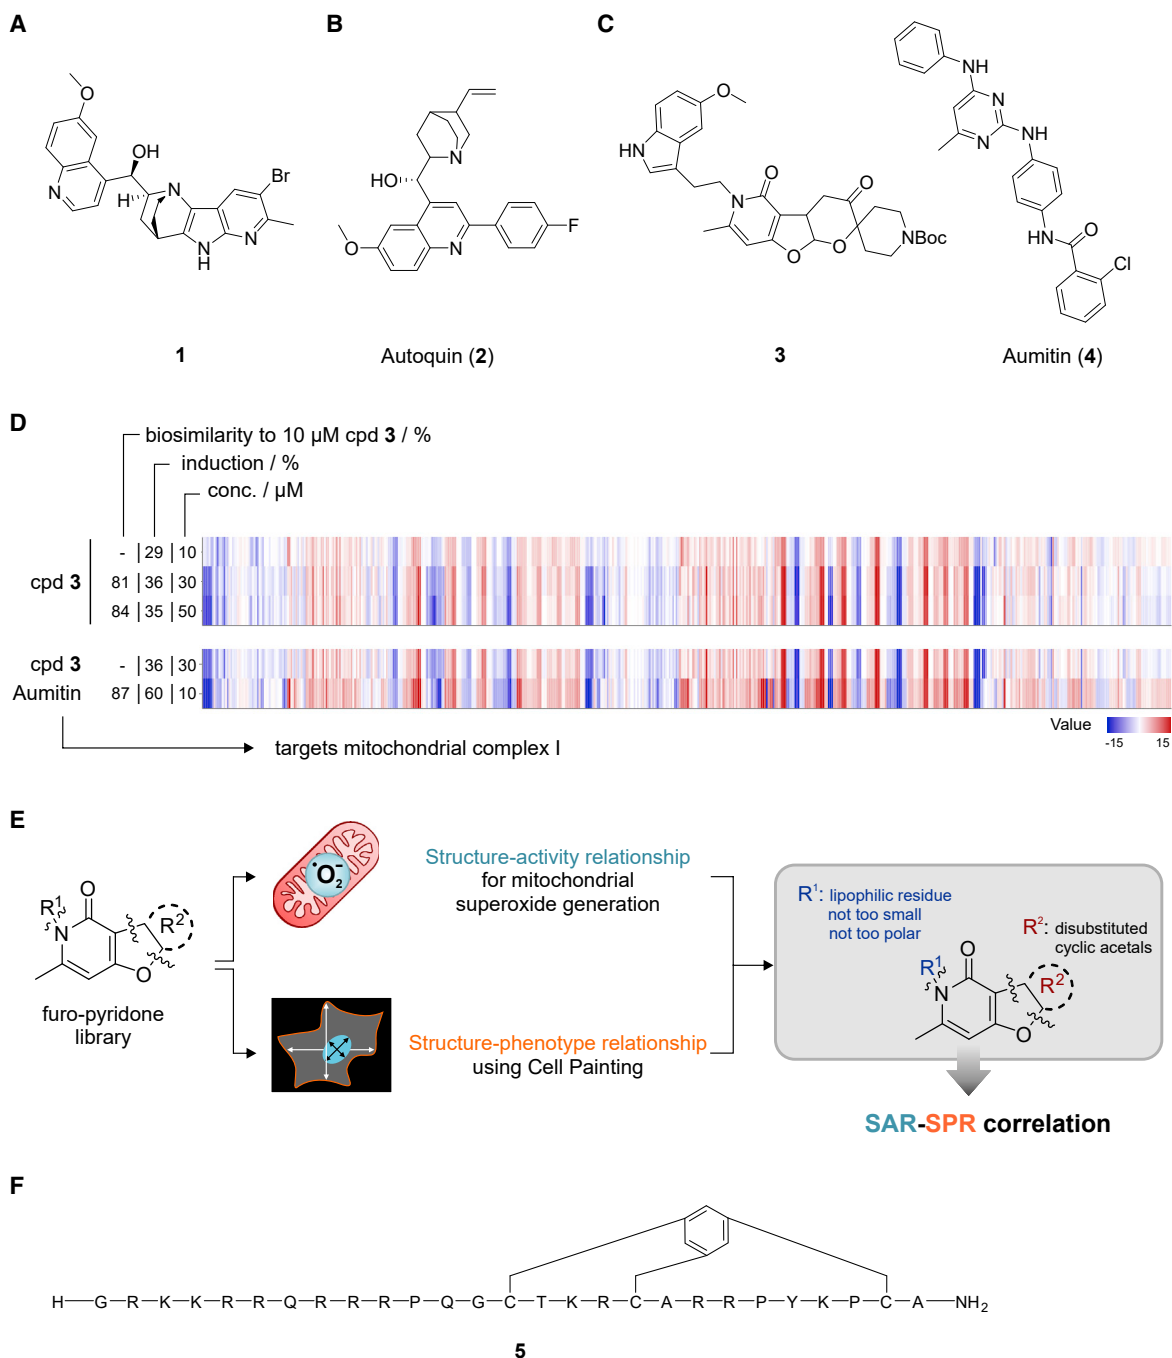 A
B
C
O
OH
N
H
N
Br
N
N
H
1
N
HO
O
N
F
Autoquin (2)
O
HN
O
O
N
O
O
NBoc
3
NH
N
N
NH
HN
O
Cl
Aumitin (4)
D
biosimilarity to 10 µM cpd 3 / %
induction / %
conc. / µM
cpd 3
- | 29 | 10
81 | 36 | 30
84 | 35 | 50
cpd 3 - | 36 | 30
Aumitin 87 | 60 | 10
targets mitochondrial complex I
Value
-15 15
E
R1
O
N
R2
O
furo-pyridone
library
•O2−
Structure-activity relationship
for mitochondrial
superoxide generation
Structure-phenotype relationship
using Cell Painting
R1: lipophilic residue
not too small
not too polar
R2: disubstituted
cyclic acetals
R1
O
N
R2
O
SAR-SPR correlation
F
H—G—R—K—K—R—R—Q—R—R—R—P—Q—G—C—T—K—R—C—A—R—R—P—Y—K—P—C—A—NH2
5